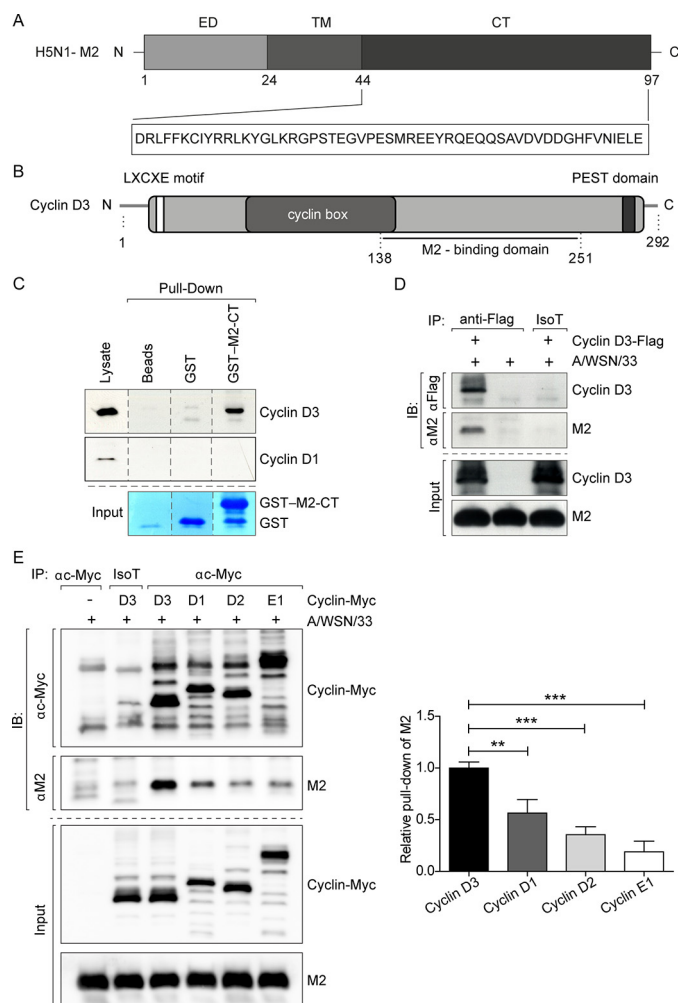 A
ED TM CT
H5N1- M2 N C
1 24 44 97
DRLFFKCIYRRLKYGLKRGPSTEGVPESMREEYRQEQQSAVDVDDGHFVNIELE
B
LXCXE motif PEST domain
Cyclin D3 N cyclin box C
1 138 M2 - binding domain 251 292
C
Pull-Down
Lysate Beads GST GST–M2-CT
Cyclin D3
Cyclin D1
Input GST–M2-CT
GST
D
IP: anti-Flag IsoT
+ + Cyclin D3-Flag
+ + + A/WSN/33
IB: αFlag Cyclin D3
αM2 M2
Input Cyclin D3
M2
E
IP: αc-Myc IsoT αc-Myc
- D3 D3 D1 D2 E1 Cyclin-Myc
+ + + + + + A/WSN/33
IB: αc-Myc Cyclin-Myc
αM2 M2
Input Cyclin-Myc
M2
Relative pull-down of M2
1.5
1.0
0.5
0.0
***
***
**
Cyclin D3 Cyclin D1 Cyclin D2 Cyclin E1